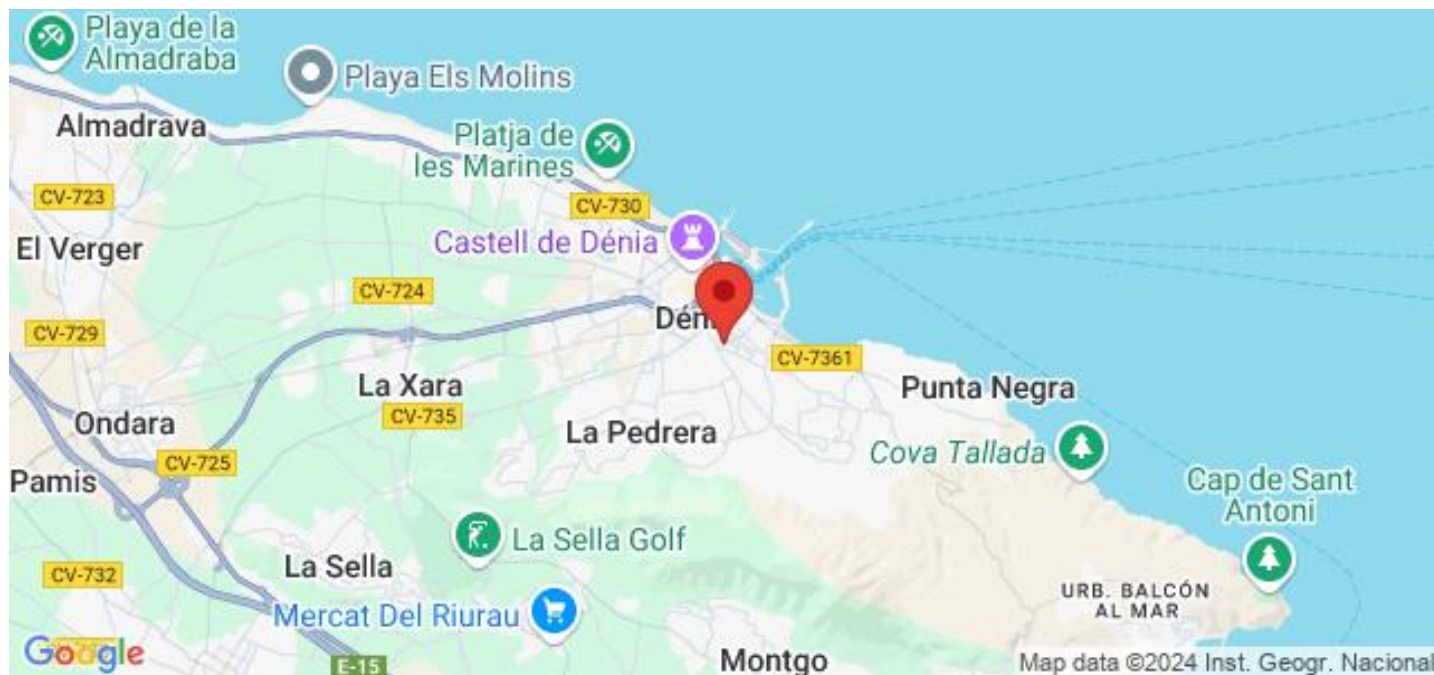 Playa de la
Almadraba
Playa Els Molins
Almadrava
Platja de
les Marines
CV-723
CV-730
El Verger
Castell de Dénia
CV-724
CV-729
CV-7361
La Xara
Punta Negra
CV-735
Ondara
La Pedrera
Cova Tallada
CV-725
Pamis
Cap de Sant
Antoni
La Sella Golf
La Sella
CV-732
URB. BALCÓN
AL MAR
Mercat Del Riurau
Google
E-15
Montgo
Map data ©2024 Inst. Geogr. Nacional